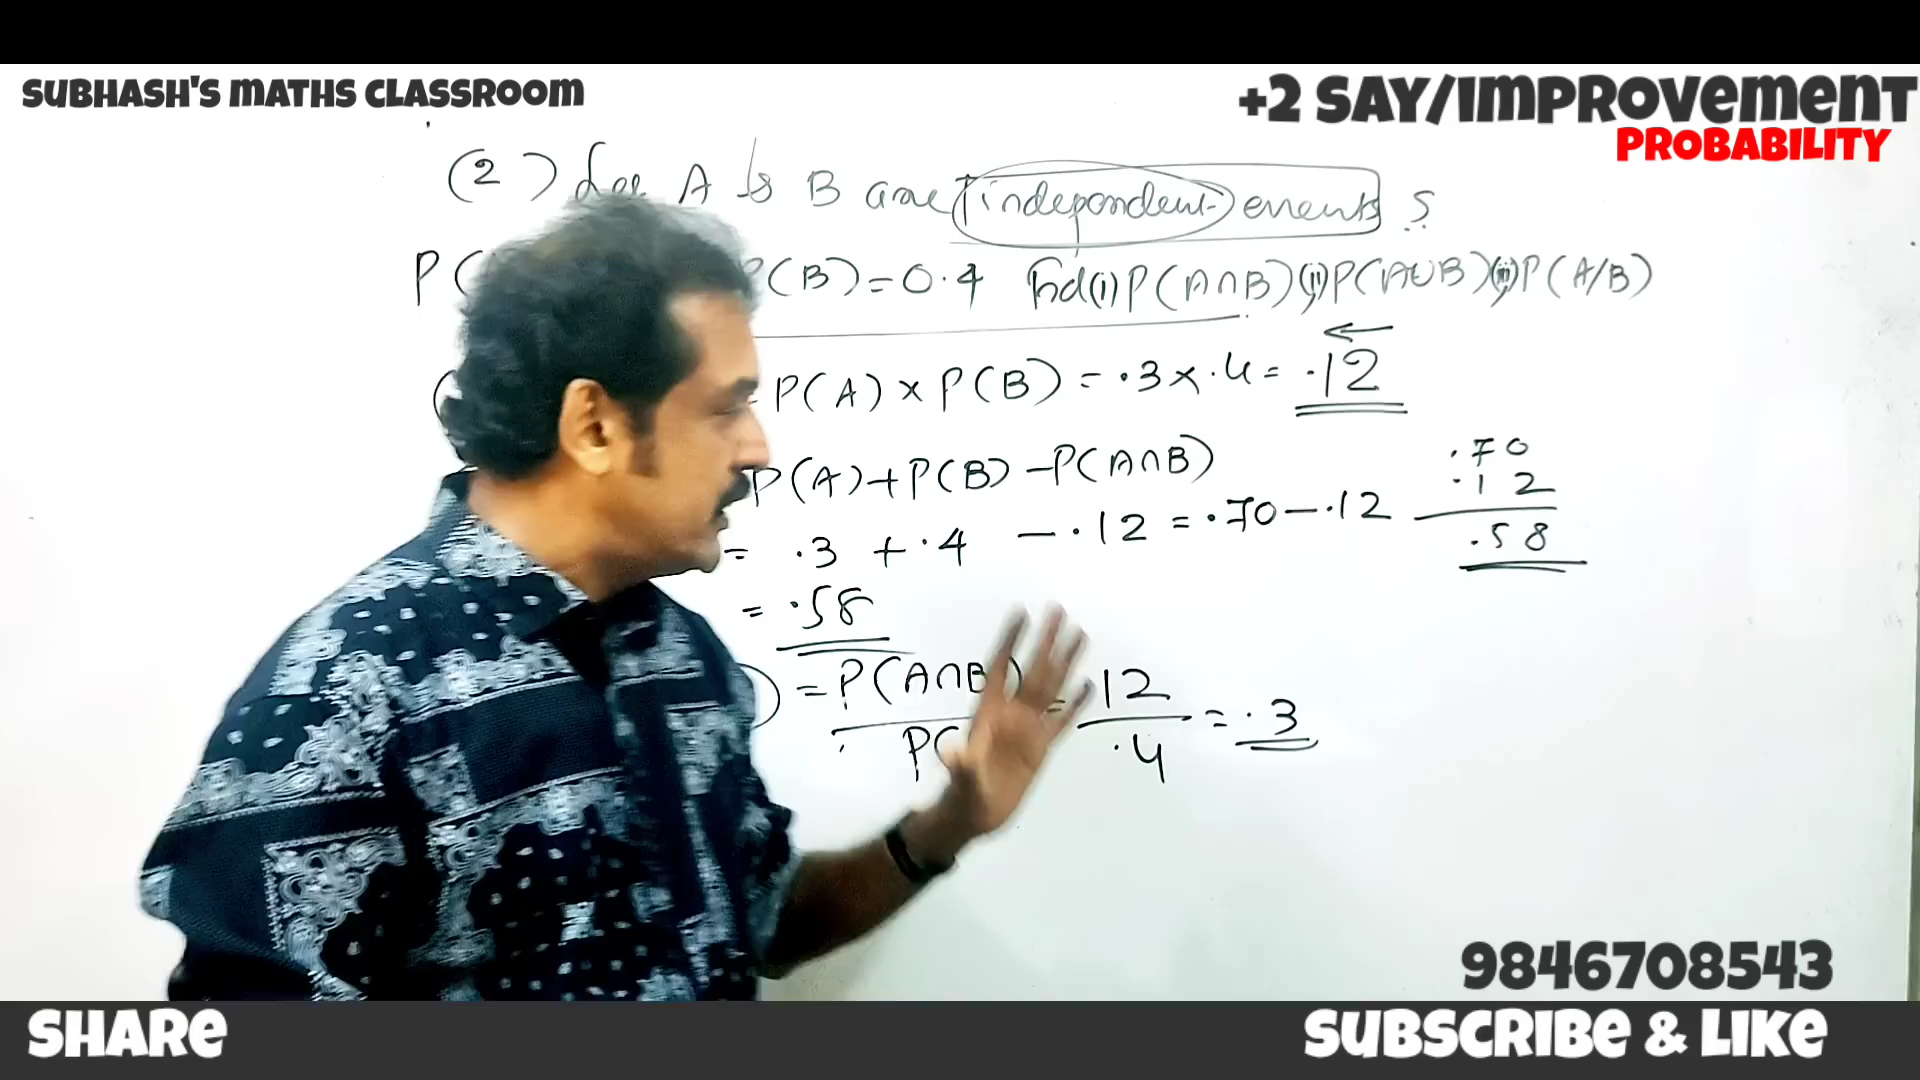 SUBHASH'S MATHS CLASSROOM
+2 SAY/IMPROVEMENT
PROBABILITY
(2) Let A & B are independent events S
P( P(B)=0.4 Find (i) P(A∩B) (ii) P(A∪B) (iii) P(A/B)
( P(A) × P(B) = .3 × .4 = .12
P(A)+P(B)-P(A∩B)
= .3 + .4 - .12 = .70 - .12
.70
.12
.58
= .58
) = P(A∩B) = 12 = .3
P( .4
9846708543
SHARE
SUBSCRIBE & LIKE